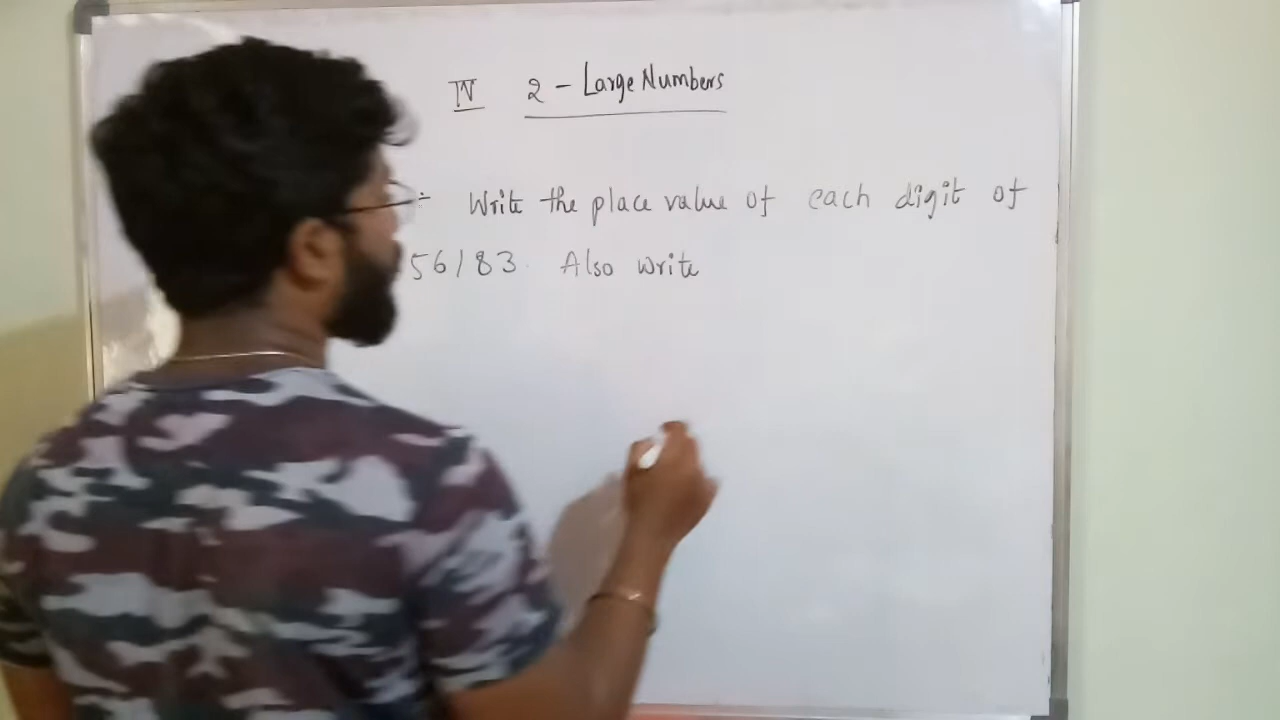 IV 2 - Large Numbers
:- Write the place value of each digit of
56183. Also write